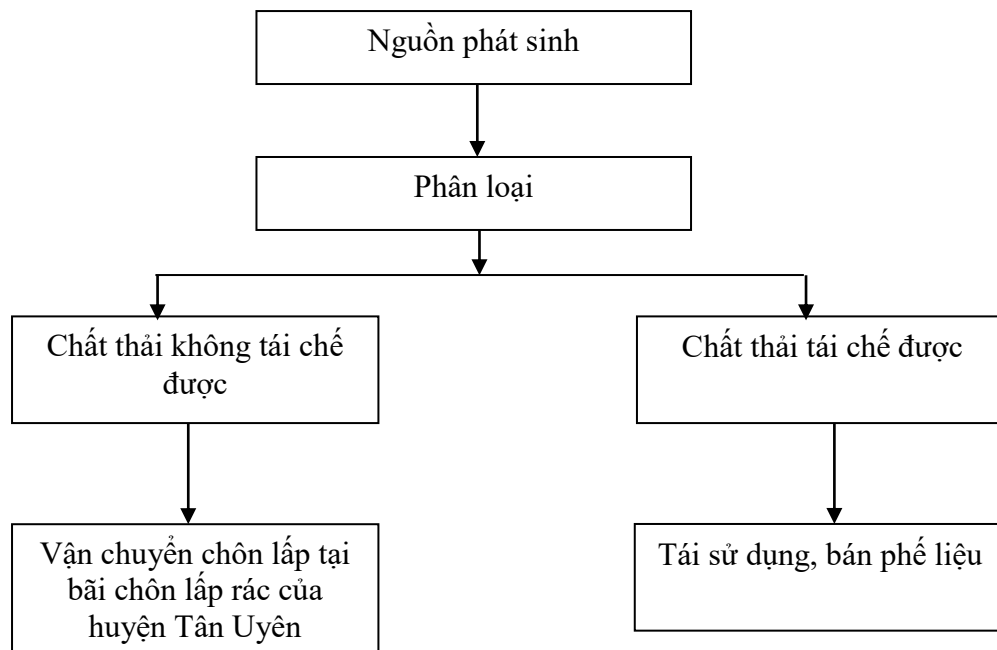 Nguồn phát sinh
Phân loại
Chất thải không tái chế
được
Chất thải tái chế được
Vận chuyển chôn lấp tại
bãi chôn lấp rác của
huyện Tân Uyên
Tái sử dụng, bán phế liệu